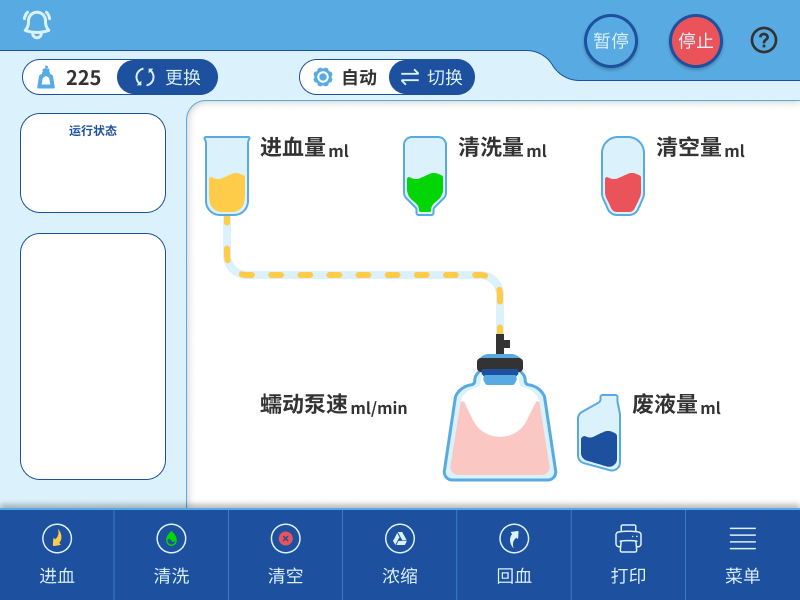 暂停
停止
?
225
更换
自动
切换
运行状态
进血量ml
清洗量ml
清空量ml
蠕动泵速ml/min
废液量ml
进血
清洗
清空
浓缩
回血
打印
菜单